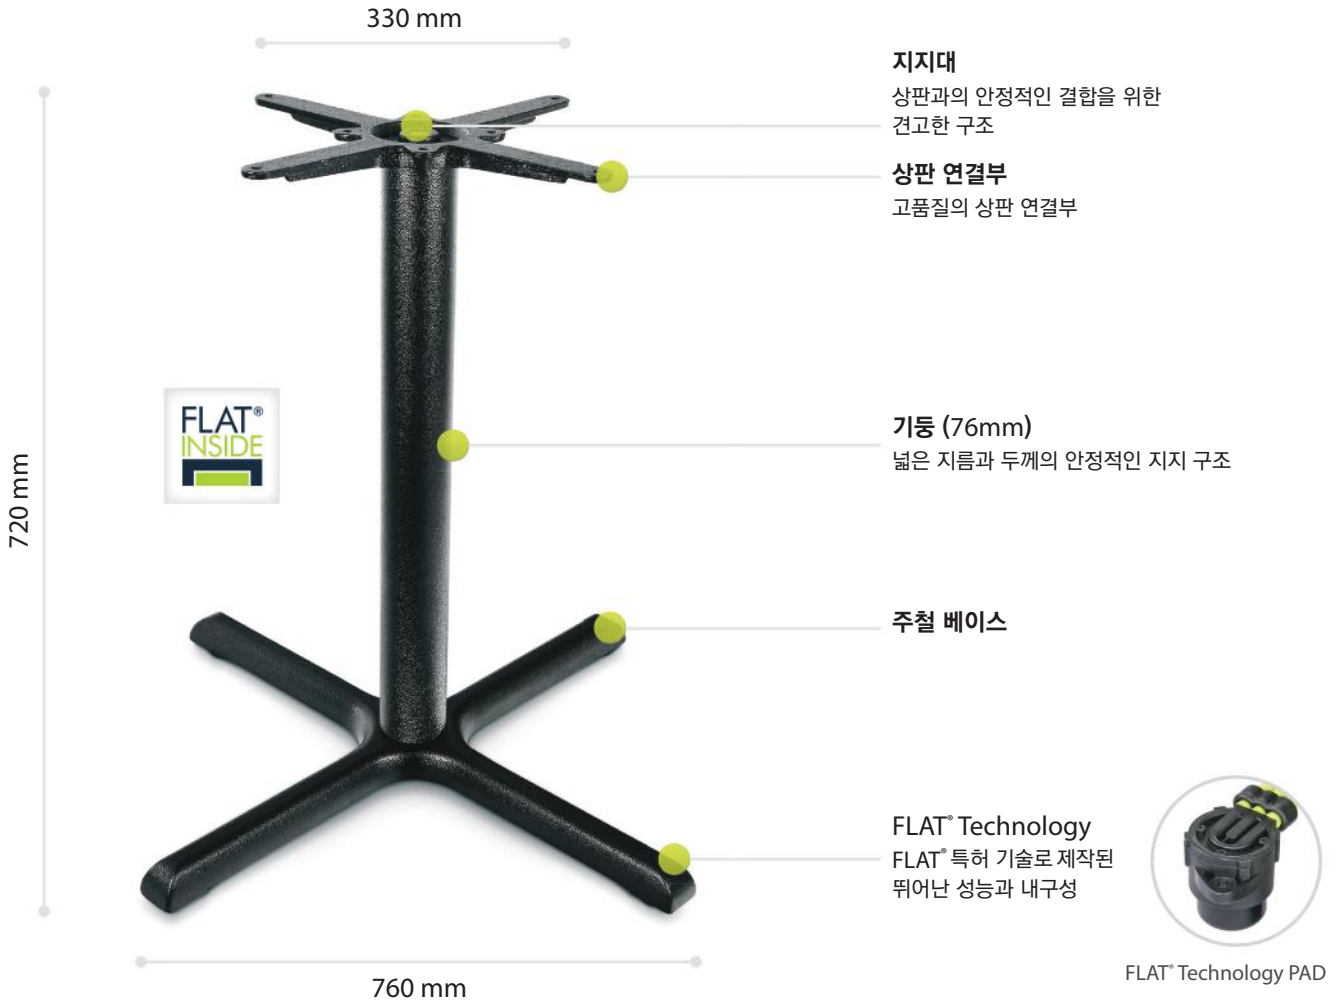 330 mm
지지대
상판과의 안정적인 결합을 위한
견고한 구조
상판 연결부
고품질의 상판 연결부
FLAT®
INSIDE
기둥 (76mm)
넓은 지름과 두께의 안정적인 지지 구조
720 mm
주철 베이스
FLAT® Technology
FLAT® 특허 기술로 제작된
뛰어난 성능과 내구성
FLAT® Technology PAD
760 mm